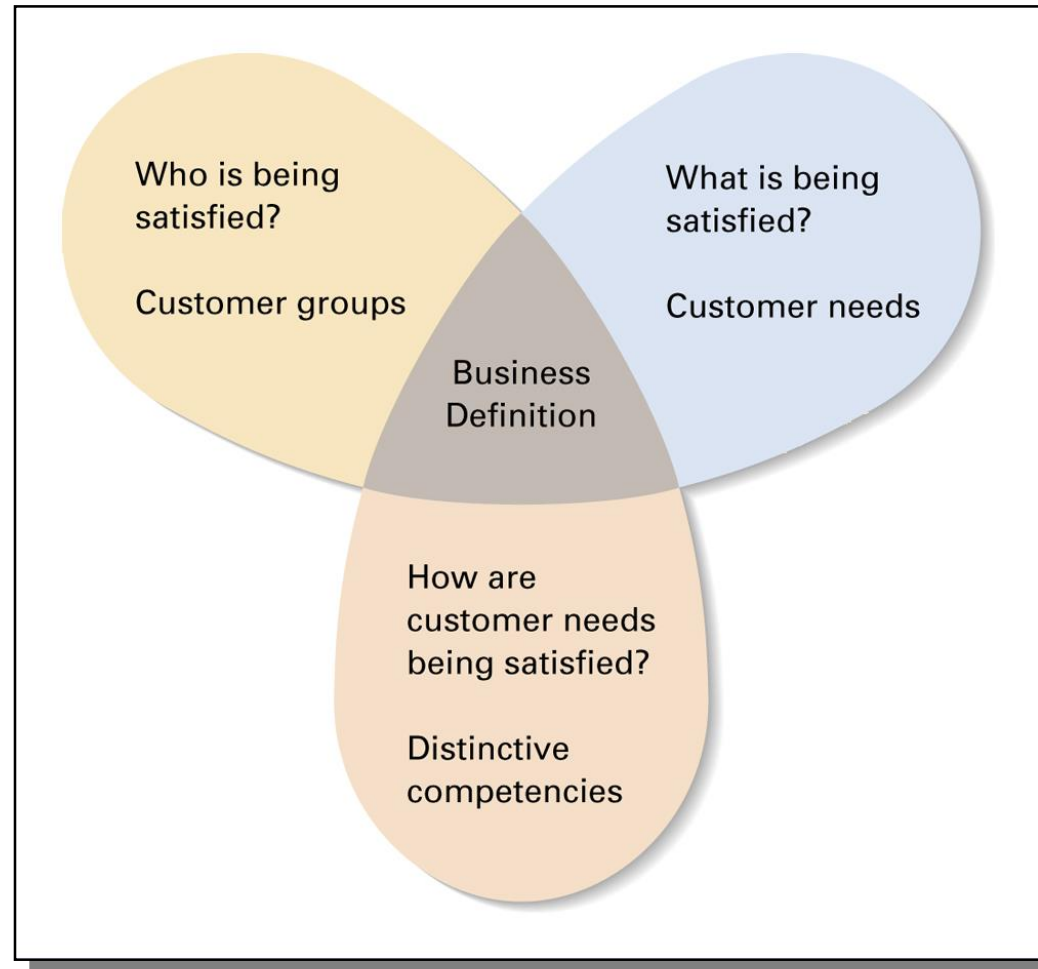 Who is being
satisfied?
Customer groups
What is being
satisfied?
Customer needs
Business
Definition
How are
customer needs
being satisfied?
Distinctive
competencies